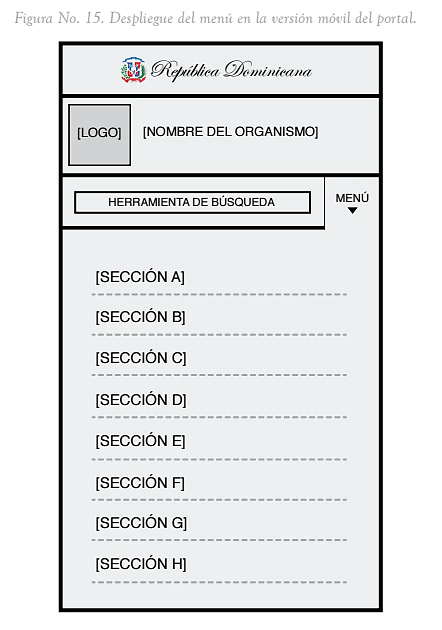 Figura No. 15. Despliegue del menú en la versión móvil del portal.
República Dominicana
[LOGO]
[NOMBRE DEL ORGANISMO]
HERRAMIENTA DE BÚSQUEDA
MENÚ
[SECCIÓN A]
[SECCIÓN B]
[SECCIÓN C]
[SECCIÓN D]
[SECCIÓN E]
[SECCIÓN F]
[SECCIÓN G]
[SECCIÓN H]